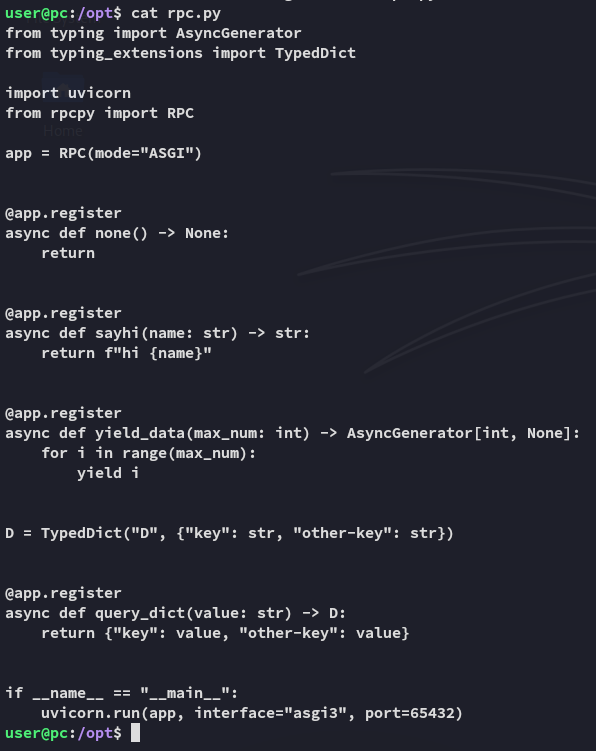 user@pc:/opt$ cat rpc.py
from typing import AsyncGenerator
from typing_extensions import TypedDict
import uvicorn
from rpcpy import RPC
Home
app = RPC(mode="ASGI")
@app.register
async def none() -> None:
    return
@app.register
async def sayhi(name: str) -> str:
    return f"hi {name}"
@app.register
async def yield_data(max_num: int) -> AsyncGenerator[int, None]:
    for i in range(max_num):
        yield i
D = TypedDict("D", {"key": str, "other-key": str})
@app.register
async def query_dict(value: str) -> D:
    return {"key": value, "other-key": value}
if __name__ == "__main__":
    uvicorn.run(app, interface="asgi3", port=65432)
user@pc:/opt$